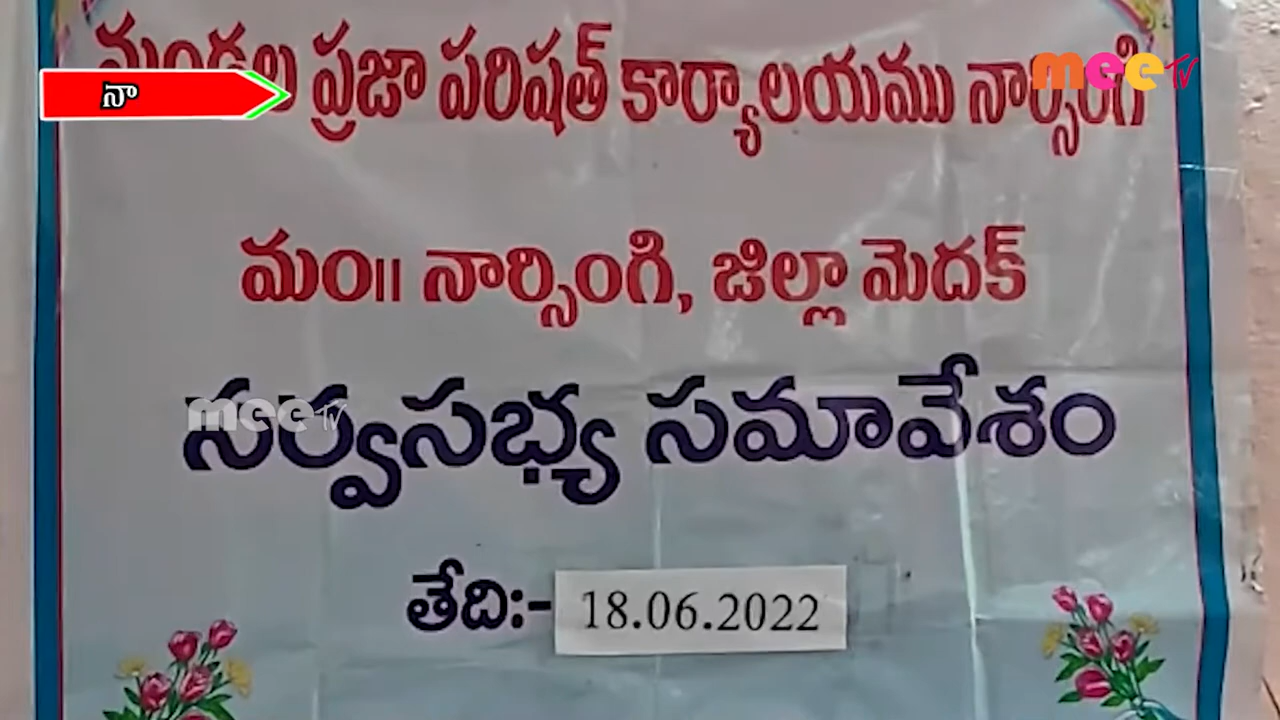 మండల ప్రజా పరిషత్ కార్యాలయము నార్సింగి
mee tv
నా
మం॥ నార్సింగి, జిల్లా మెదక్
సర్వసభ్య సమావేశం
mee tv
తేది:- 18.06.2022